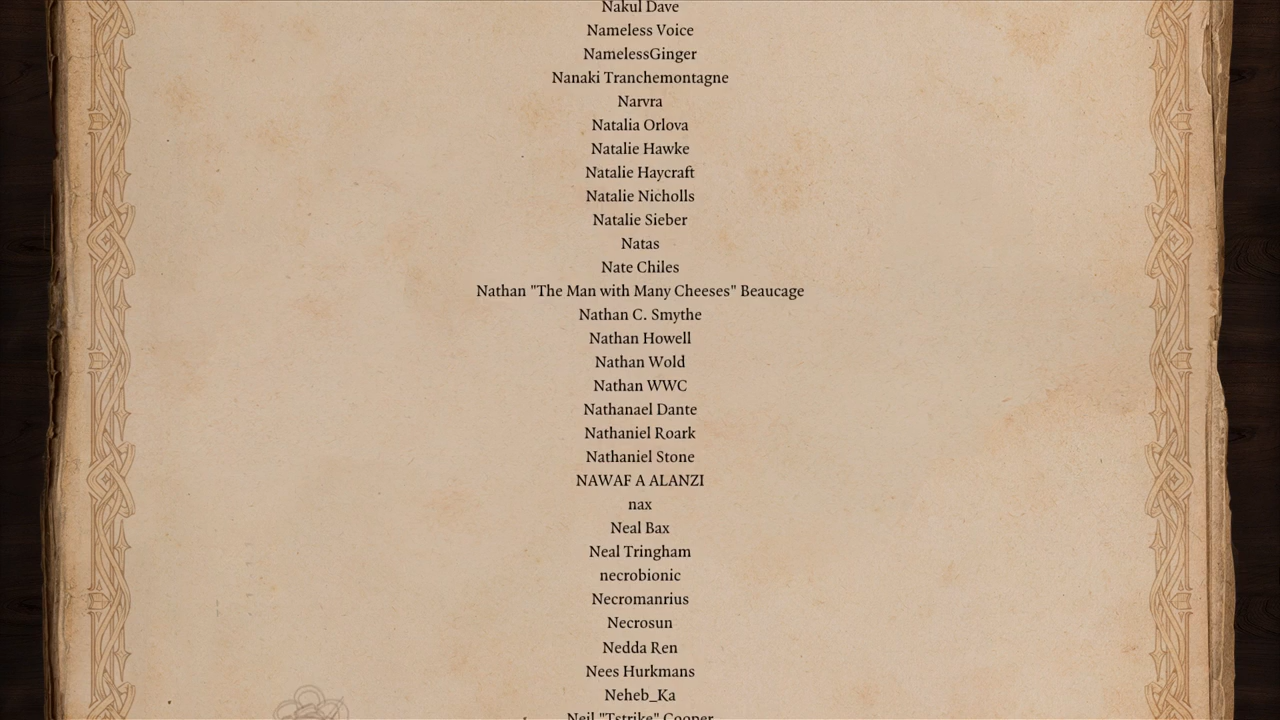 Nakul Dave
Nameless Voice
NamelessGinger
Nanaki Tranchemontagne
Narvra
Natalia Orlova
Natalie Hawke
Natalie Haycraft
Natalie Nicholls
Natalie Sieber
Natas
Nate Chiles
Nathan "The Man with Many Cheeses" Beaucage
Nathan C. Smythe
Nathan Howell
Nathan Wold
Nathan WWC
Nathanael Dante
Nathaniel Roark
Nathaniel Stone
NAWAF A ALANZI
nax
Neal Bax
Neal Tringham
necrobionic
Necromanrius
Necrosun
Nedda Ren
Nees Hurkmans
Neheb_Ka
Neil "Tstrike" Cooper